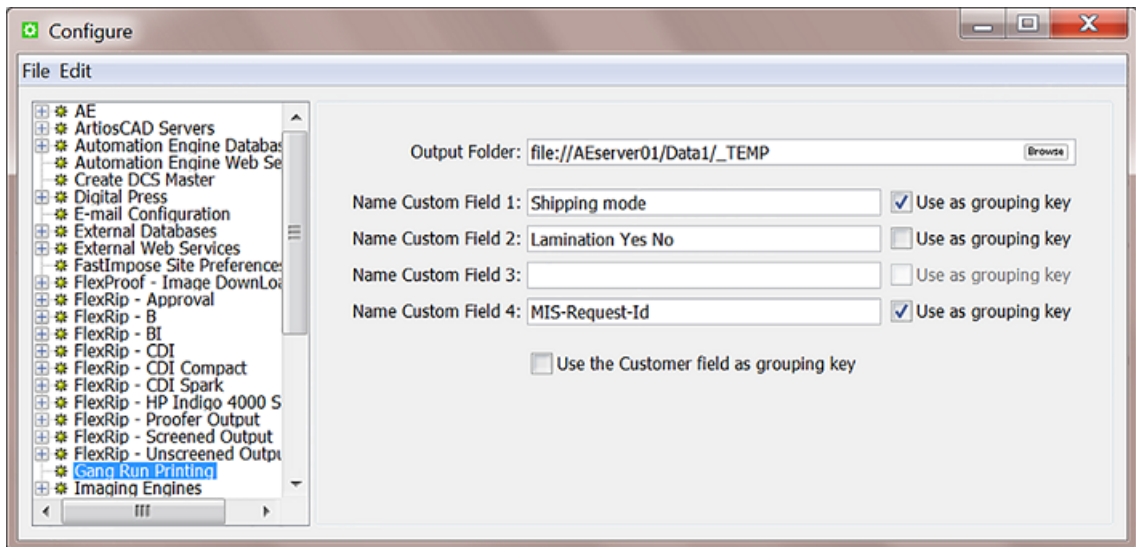 Configure
File Edit
AE
ArtiosCAD Servers
Automation Engine Databas
Automation Engine Web Se
Create DCS Master
Digital Press
E-mail Configuration
External Databases
External Web Services
FastImpose Site Preferences
FlexProof - Image DownLoa
FlexRip - Approval
FlexRip - B
FlexRip - BI
FlexRip - CDI
FlexRip - CDI Compact
FlexRip - CDI Spark
FlexRip - HP Indigo 4000 S
FlexRip - Proofer Output
FlexRip - Screened Output
FlexRip - Unscreened Outpu
Gang Run Printing
Imaging Engines
Output Folder: file://AEserver01/Data1/_TEMP Browse
Name Custom Field 1: Shipping mode Use as grouping key
Name Custom Field 2: Lamination Yes No Use as grouping key
Name Custom Field 3: Use as grouping key
Name Custom Field 4: MIS-Request-Id Use as grouping key
Use the Customer field as grouping key